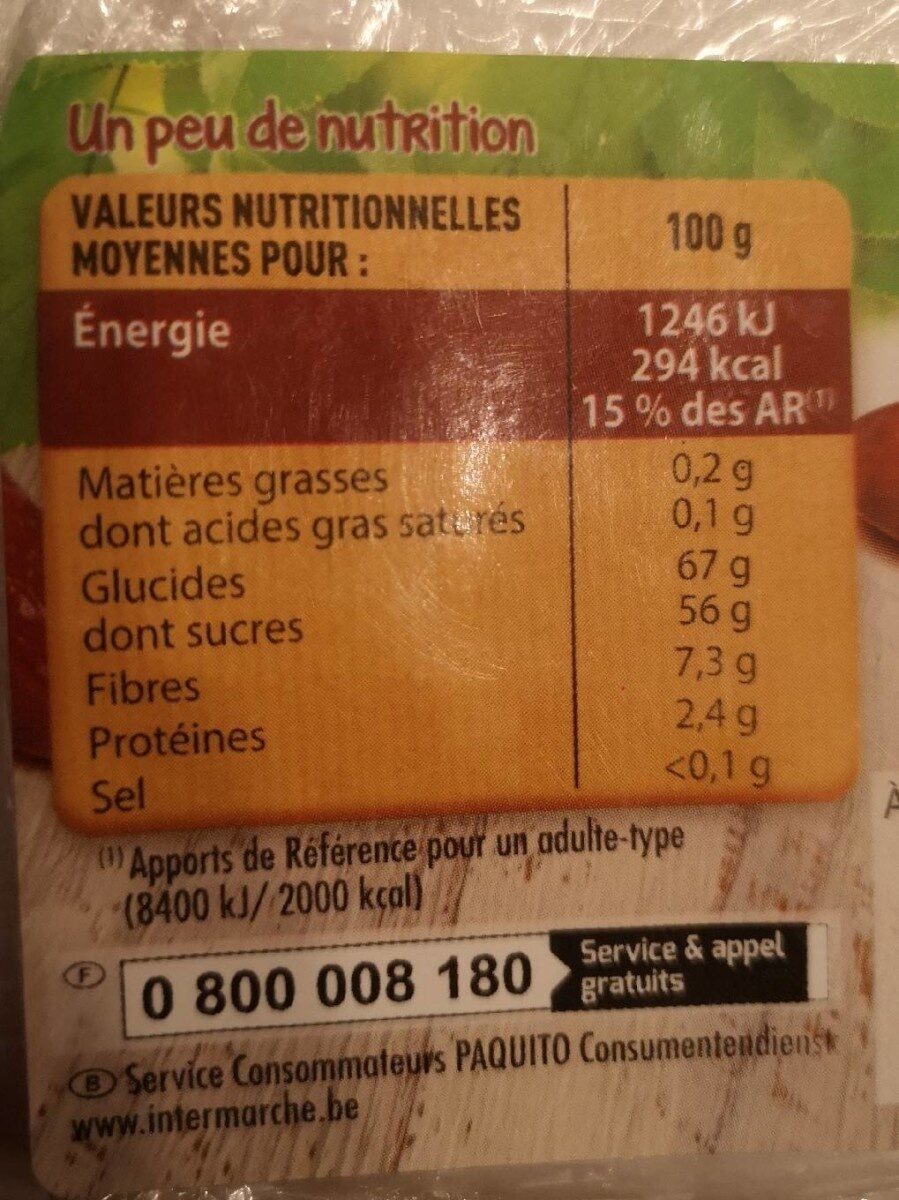 Un peu de nutRition
VALEURS NUTRITIONNELLES 100 g
MOYENNES POUR :
Énergie 1246 kJ
294 kcal
15 % des AR(1)
Matières grasses 0,2 g
dont acides gras saturés 0,1 g
Glucides 67 g
dont sucres 56 g
Fibres 7,3 g
Protéines 2,4 g
Sel <0,1 g
(1) Apports de Référence pour un adulte-type
(8400 kJ/ 2000 kcal)
F 0 800 008 180 Service & appel
gratuits
B Service Consommateurs PAQUITO Consumentendienst
www.intermarche.be
À